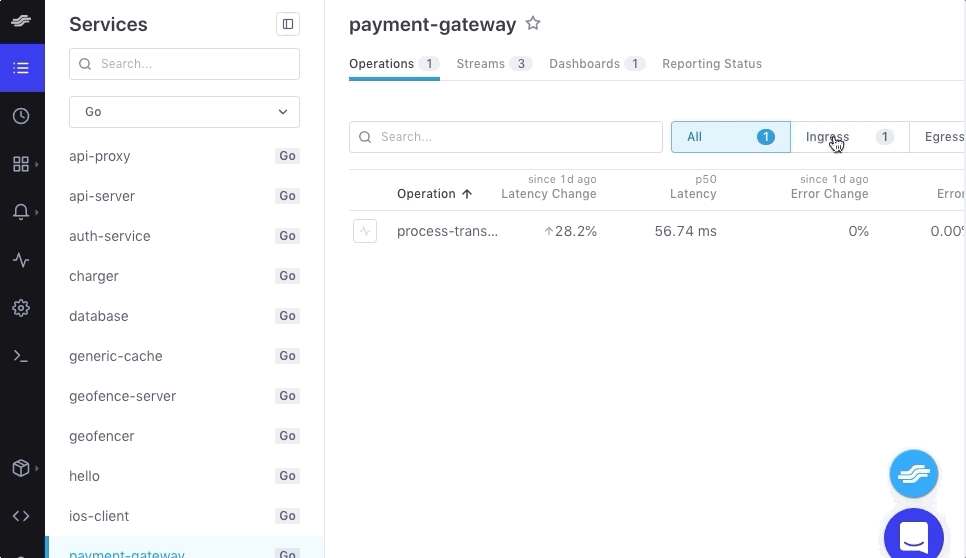 Services
Search...
Go
api-proxy Go
api-server Go
auth-service Go
charger Go
database Go
generic-cache Go
geofence-server Go
geofencer Go
hello Go
ios-client Go
payment-gateway Go
payment-gateway
Operations 1 Streams 3 Dashboards 1 Reporting Status
Search...
All 1 Ingress 1 Egress
since 1d ago p50 since 1d ago
Operation ↑ Latency Change Latency Error Change Error
process-trans... ↑28.2% 56.74 ms 0% 0.00%